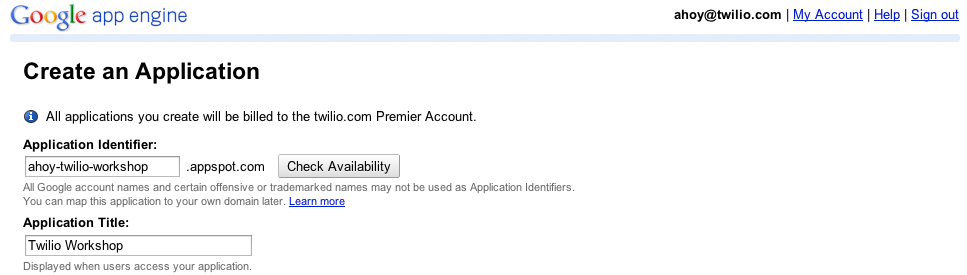 Google app engine
ahoy@twilio.com | My Account | Help | Sign out
Create an Application
All applications you create will be billed to the twilio.com Premier Account.
Application Identifier:
ahoy-twilio-workshop .appspot.com Check Availability
All Google account names and certain offensive or trademarked names may not be used as Application Identifiers.
You can map this application to your own domain later. Learn more
Application Title:
Twilio Workshop
Displayed when users access your application.